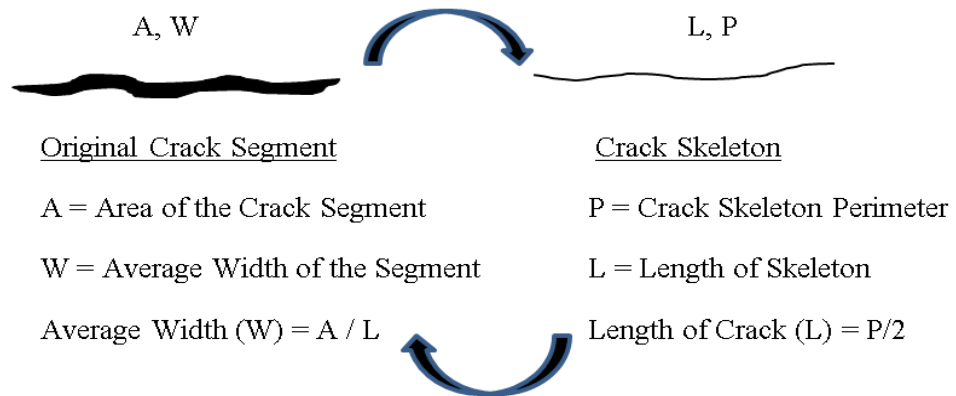 A, W
L, P
Original Crack Segment
Crack Skeleton
A = Area of the Crack Segment
P = Crack Skeleton Perimeter
W = Average Width of the Segment
L = Length of Skeleton
Average Width (W) = A / L
Length of Crack (L) = P/2